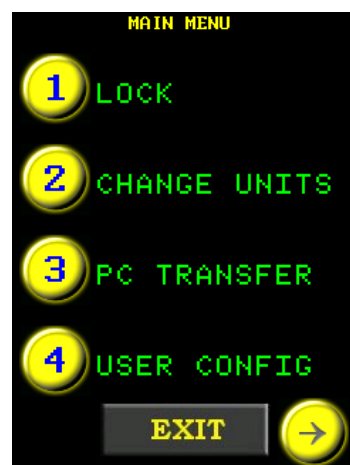 MAIN MENU
1 LOCK
2 CHANGE UNITS
3 PC TRANSFER
4 USER CONFIG
EXIT →